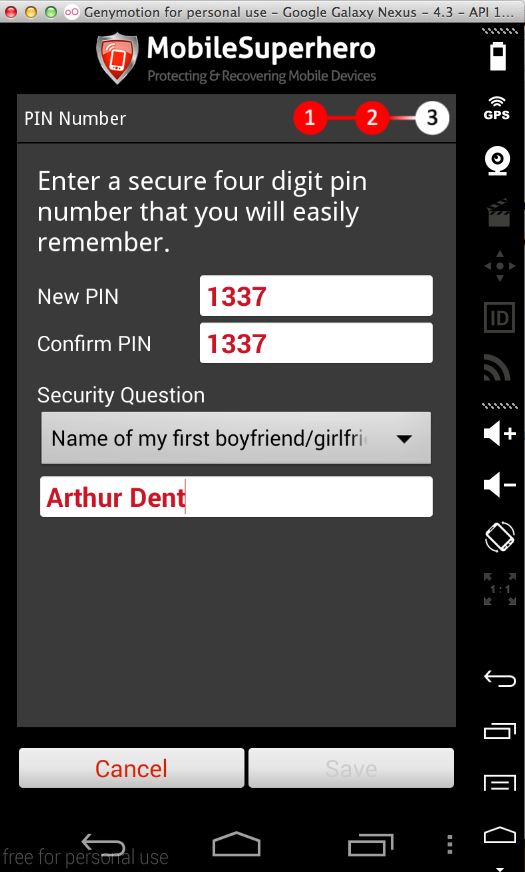 Genymotion for personal use - Google Galaxy Nexus - 4.3 - API 1...
MobileSuperhero
Protecting & Recovering Mobile Devices
PIN Number
1
2
3
GPS
Enter a secure four digit pin
number that you will easily
remember.
New PIN
1337
ID
Confirm PIN
1337
Security Question
Name of my first boyfriend/girlfri
Arthur Dent
1:1
Cancel
Save
free for personal use